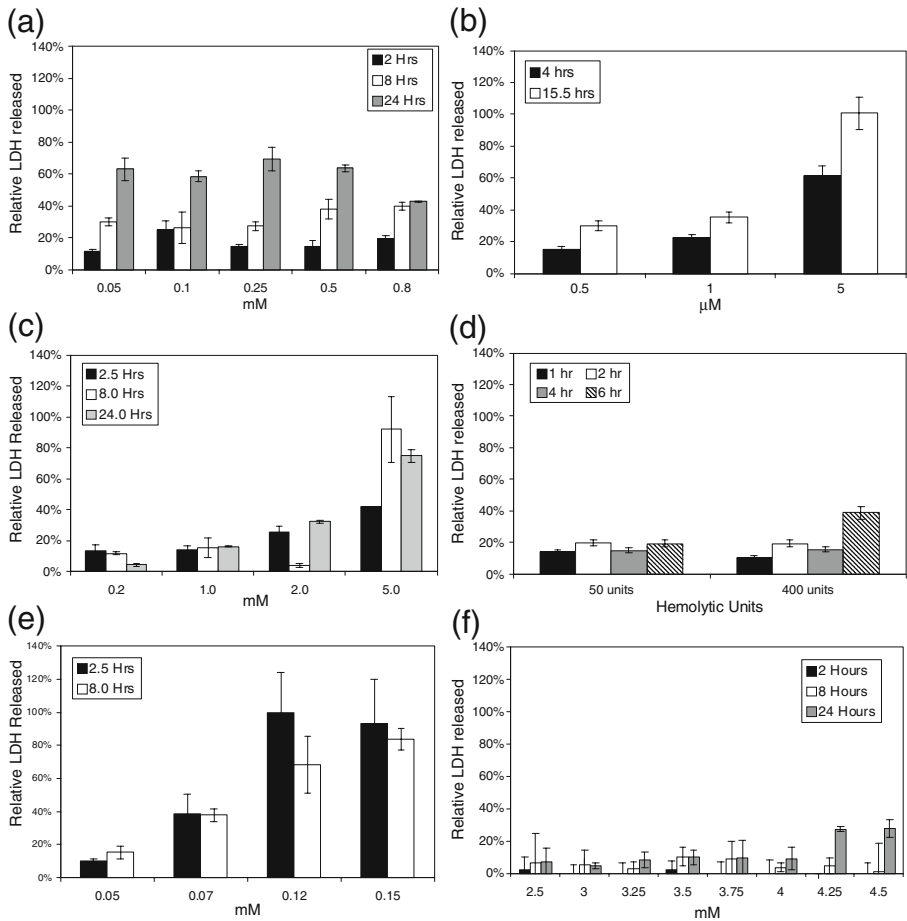 (a)
Relative LDH released
140%
120%
100%
80%
60%
40%
20%
0%
2 Hrs
8 Hrs
24 Hrs
0.05 0.1 0.25 0.5 0.8
mM
(b)
Relative LDH released
140%
120%
100%
80%
60%
40%
20%
0%
4 hrs
15.5 hrs
0.5 1 5
µM
(c)
Relative LDH Released
140%
120%
100%
80%
60%
40%
20%
0%
2.5 Hrs
8.0 Hrs
24.0 Hrs
0.2 1.0 2.0 5.0
mM
(d)
Relative LDH released
140%
120%
100%
80%
60%
40%
20%
0%
1 hr 2 hr
4 hr 6 hr
50 units 400 units
Hemolytic Units
(e)
Relative LDH Released
140%
120%
100%
80%
60%
40%
20%
0%
2.5 Hrs
8.0 Hrs
0.05 0.07 0.12 0.15
mM
(f)
Relative LDH released
140%
120%
100%
80%
60%
40%
20%
0%
2 Hours
8 Hours
24 Hours
2.5 3 3.25 3.5 3.75 4 4.25 4.5
mM